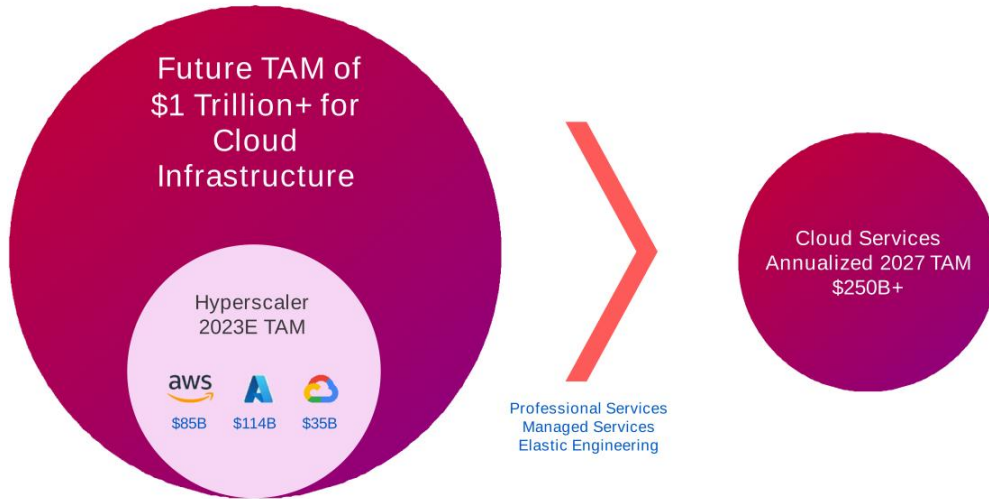 Future TAM of
$1 Trillion+ for
Cloud
Infrastructure
Hyperscaler
2023E TAM
aws
$85B $114B $35B
Professional Services
Managed Services
Elastic Engineering
Cloud Services
Annualized 2027 TAM
$250B+